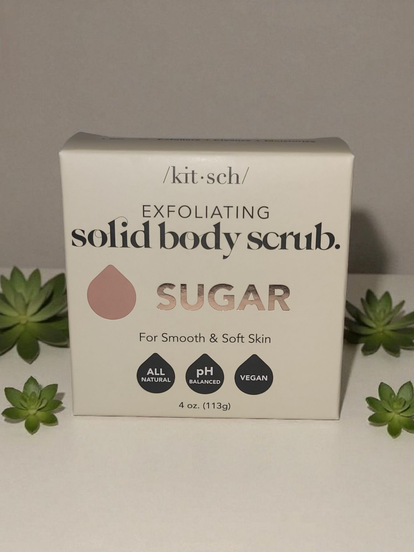 /kit·sch/
EXFOLIATING
solid body scrub.
SUGAR
For Smooth & Soft Skin
ALL
NATURAL
pH
BALANCED
VEGAN
4 oz. (113g)